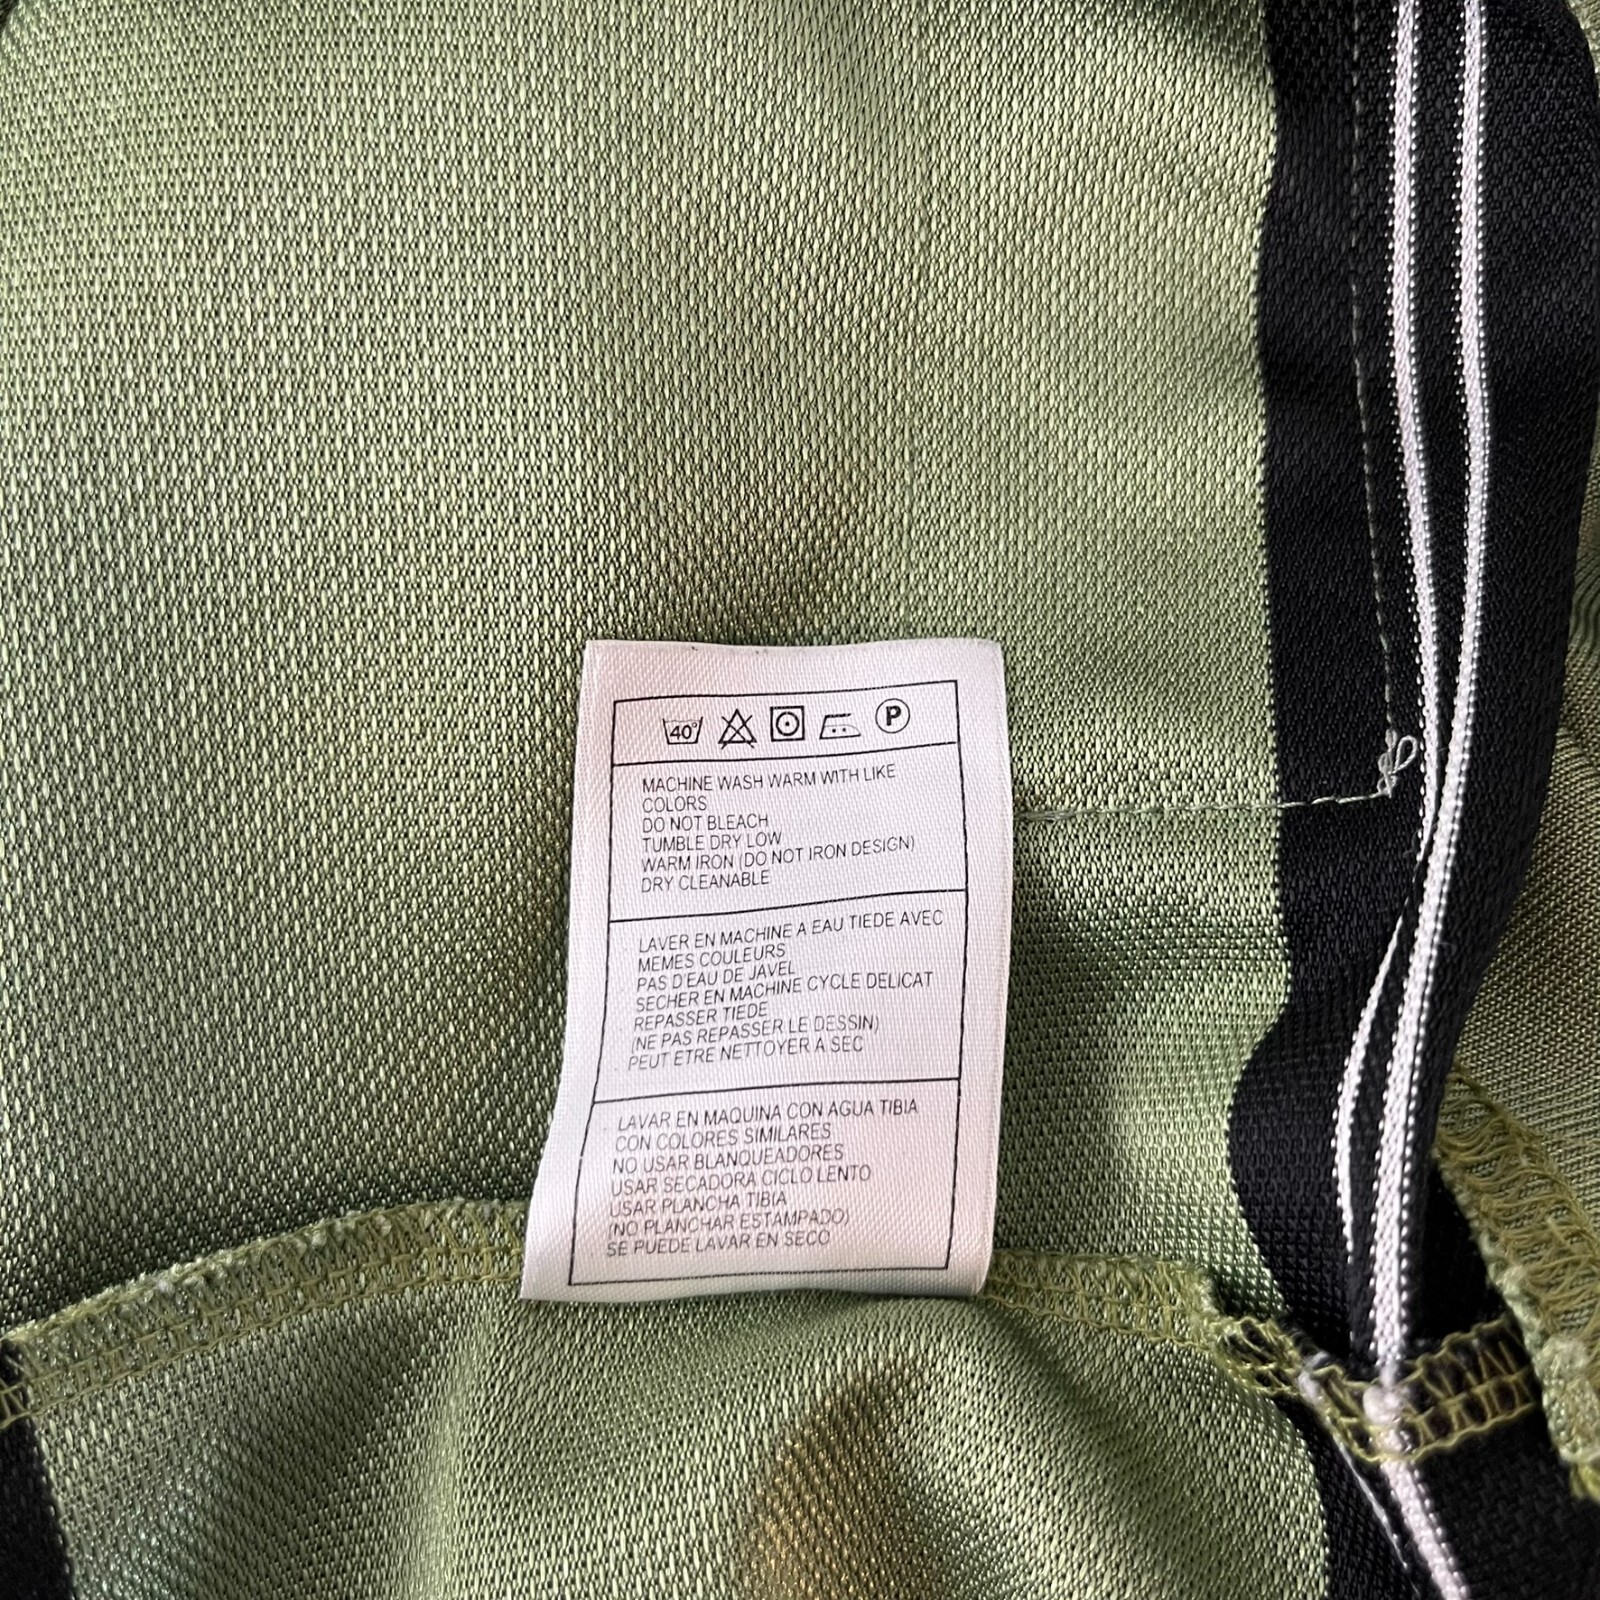 40° P
MACHINE WASH WARM WITH LIKE
COLORS
DO NOT BLEACH
TUMBLE DRY LOW
WARM IRON (DO NOT IRON DESIGN)
DRY CLEANABLE
LAVER EN MACHINE A EAU TIEDE AVEC
MEMES COULEURS
PAS D'EAU DE JAVEL
SECHER EN MACHINE CYCLE DELICAT
REPASSER TIEDE
(NE PAS REPASSER LE DESSIN)
PEUT ETRE NETTOYER A SEC
LAVAR EN MAQUINA CON AGUA TIBIA
CON COLORES SIMILARES
NO USAR BLANQUEADORES
USAR SECADORA CICLO LENTO
USAR PLANCHA TIBIA
(NO PLANCHAR ESTAMPADO)
SE PUEDE LAVAR EN SECO